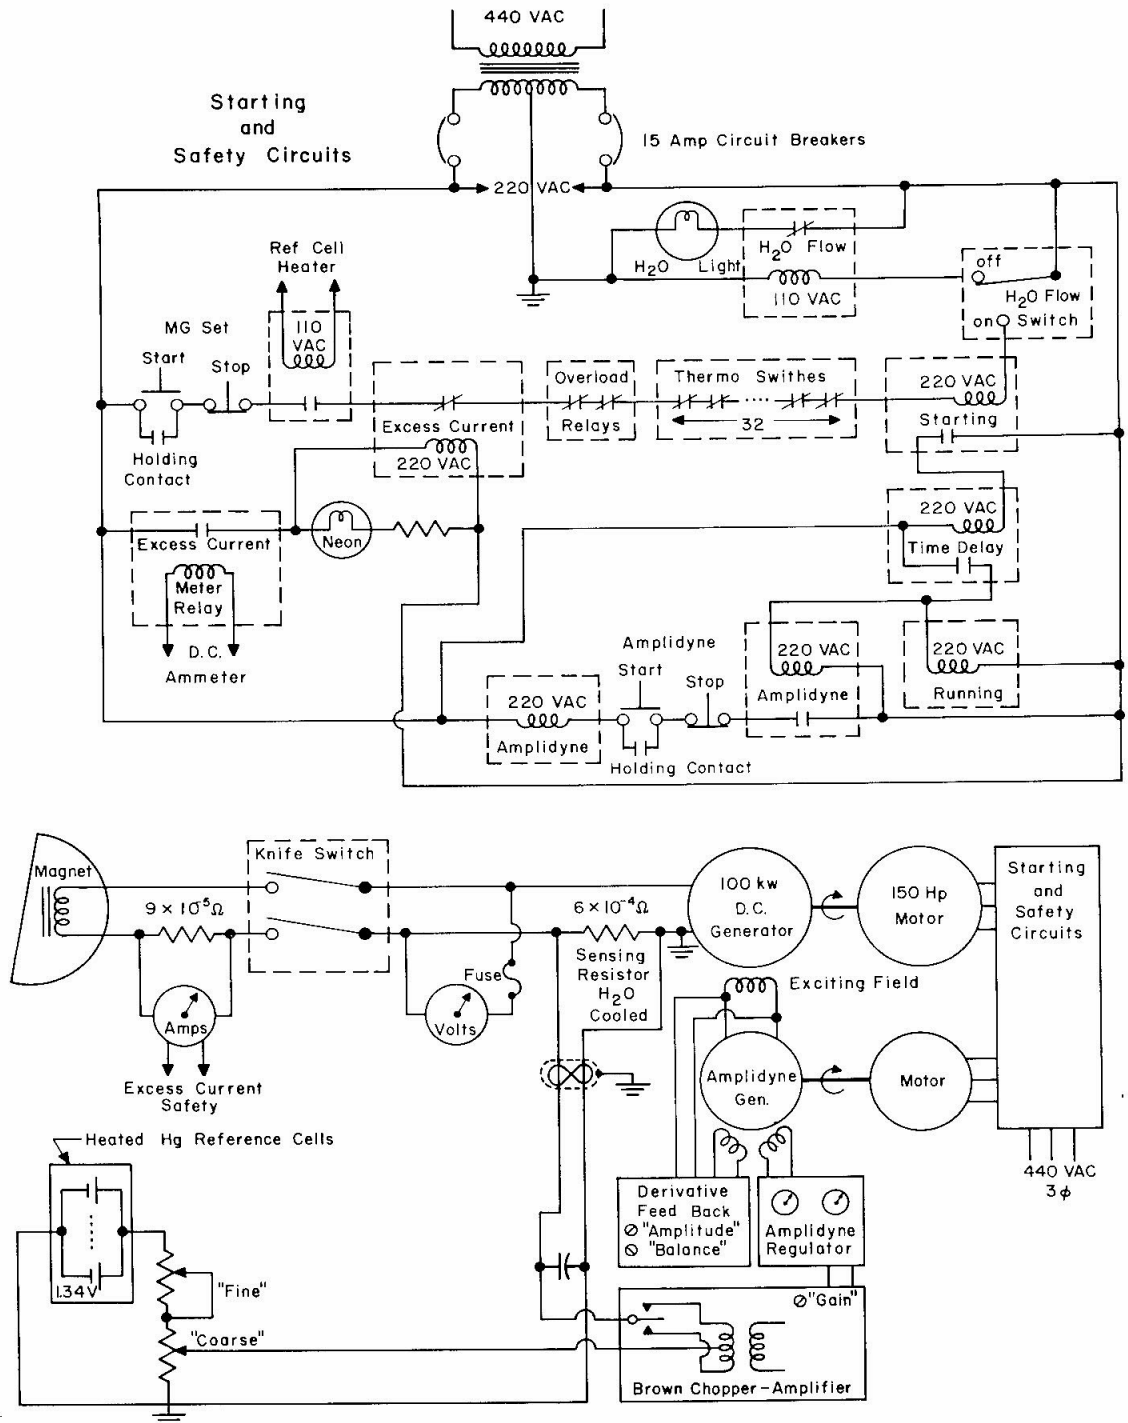 440 VAC
Starting
and
Safety Circuits
15 Amp Circuit Breakers
220 VAC
H2O Light
H2O Flow
110 VAC
off
H2O Flow
on Switch
Ref Cell
Heater
110
VAC
MG Set
Start
Stop
Holding
Contact
Excess Current
220 VAC
Overload
Relays
Thermo Swithes
32
220 VAC
Starting
220 VAC
Time Delay
Excess Current
Meter
Relay
D.C.
Ammeter
Neon
Amplidyne
Start
Stop
220 VAC
Amplidyne
Holding Contact
220 VAC
Amplidyne
220 VAC
Running
Magnet
9 × 10⁻⁵Ω
Knife Switch
Amps
Excess Current
Safety
Volts
Fuse
6 × 10⁻⁴Ω
Sensing
Resistor
H2O
Cooled
100 kw
D.C.
Generator
150 Hp
Motor
Starting
and
Safety
Circuits
Exciting Field
Amplidyne
Gen.
Motor
440 VAC
3ϕ
Heated Hg Reference Cells
1.34V
"Fine"
"Coarse"
Derivative
Feed Back
"Amplitude"
"Balance"
Amplidyne
Regulator
"Gain"
Brown Chopper-Amplifier